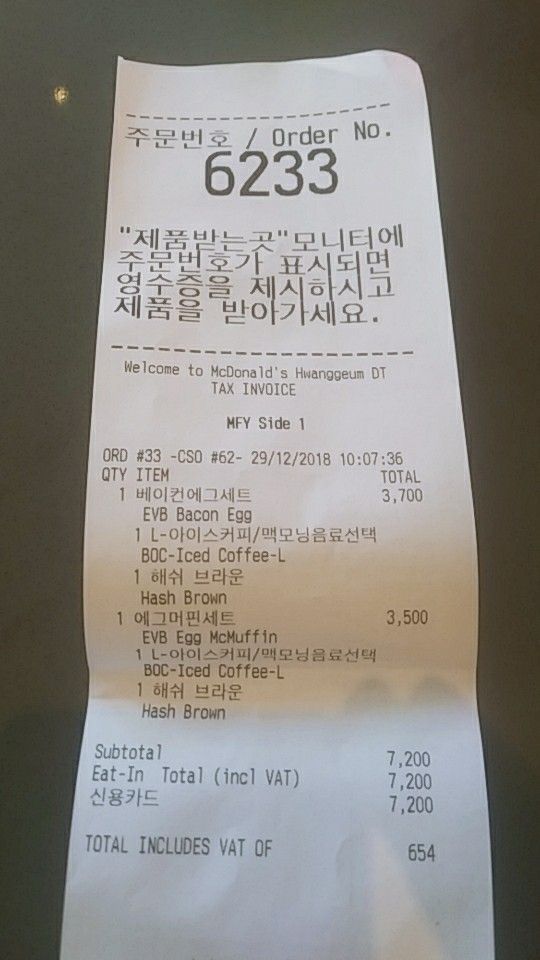 주문번호 / Order No.
6233
"제품받는곳"모니터에
주문번호가 표시되면
영수증을 제시하시고
제품을 받아가세요.
Welcome to McDonald's Hwanggeum DT
TAX INVOICE
MFY Side 1
ORD #33 -CSO #62- 29/12/2018 10:07:36
QTY ITEM TOTAL
1 베이컨에그세트 3,700
EVB Bacon Egg
1 L-아이스커피/맥모닝음료선택
BOC-Iced Coffee-L
1 해쉬 브라운
Hash Brown
1 에그머핀세트 3,500
EVB Egg McMuffin
1 L-아이스커피/맥모닝음료선택
BOC-Iced Coffee-L
1 해쉬 브라운
Hash Brown
Subtotal 7,200
Eat-In Total (incl VAT) 7,200
신용카드 7,200
TOTAL INCLUDES VAT OF 654